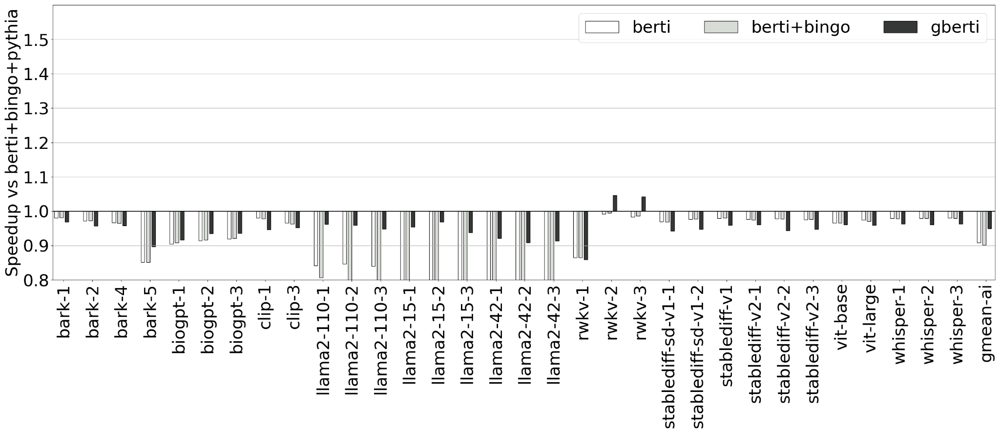 Speedup vs berti+bingo+pythia
1.5
1.4
1.3
1.2
1.1
1.0
0.9
0.8
berti
berti+bingo
gberti
bark-1
bark-2
bark-4
bark-5
biogpt-1
biogpt-2
biogpt-3
clip-1
clip-3
llama2-110-1
llama2-110-2
llama2-110-3
llama2-15-1
llama2-15-2
llama2-15-3
llama2-42-1
llama2-42-2
llama2-42-3
rwkv-1
rwkv-2
rwkv-3
stablediff-sd-v1-1
stablediff-sd-v1-2
stablediff-v1
stablediff-v2-1
stablediff-v2-2
stablediff-v2-3
vit-base
vit-large
whisper-1
whisper-2
whisper-3
gmean-ai